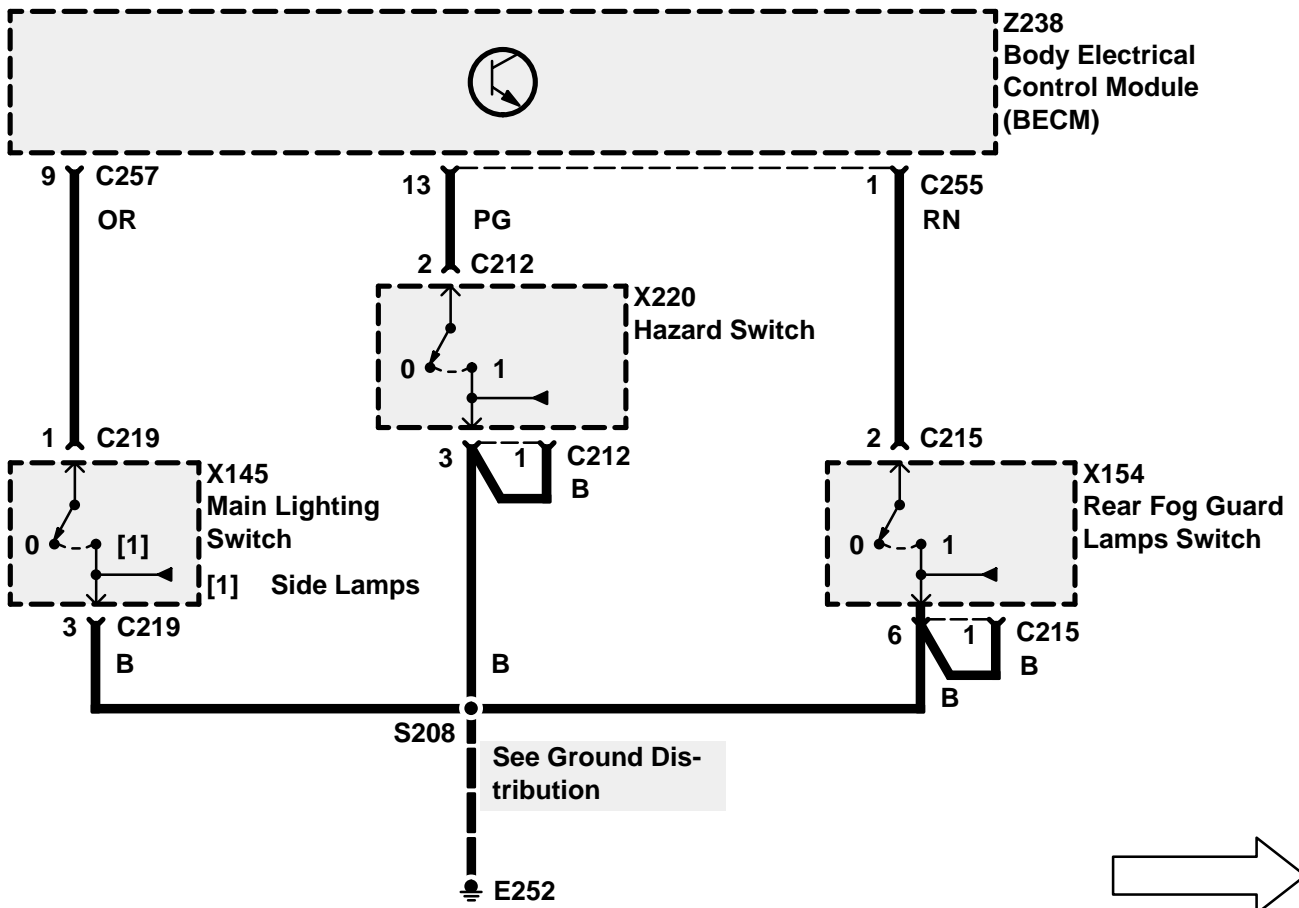 Z238
Body Electrical
Control Module
(BECM)
9 C257
13
1 C255
OR
PG
RN
2 C212
X220
Hazard Switch
0 1
1 C219
3 1 C212
B
2 C215
X145
Main Lighting
Switch
0 [1]
[1] Side Lamps
X154
Rear Fog Guard
Lamps Switch
0 1
3 C219
B
B
6 1 C215
B
B
S208
See Ground Dis-
tribution
E252